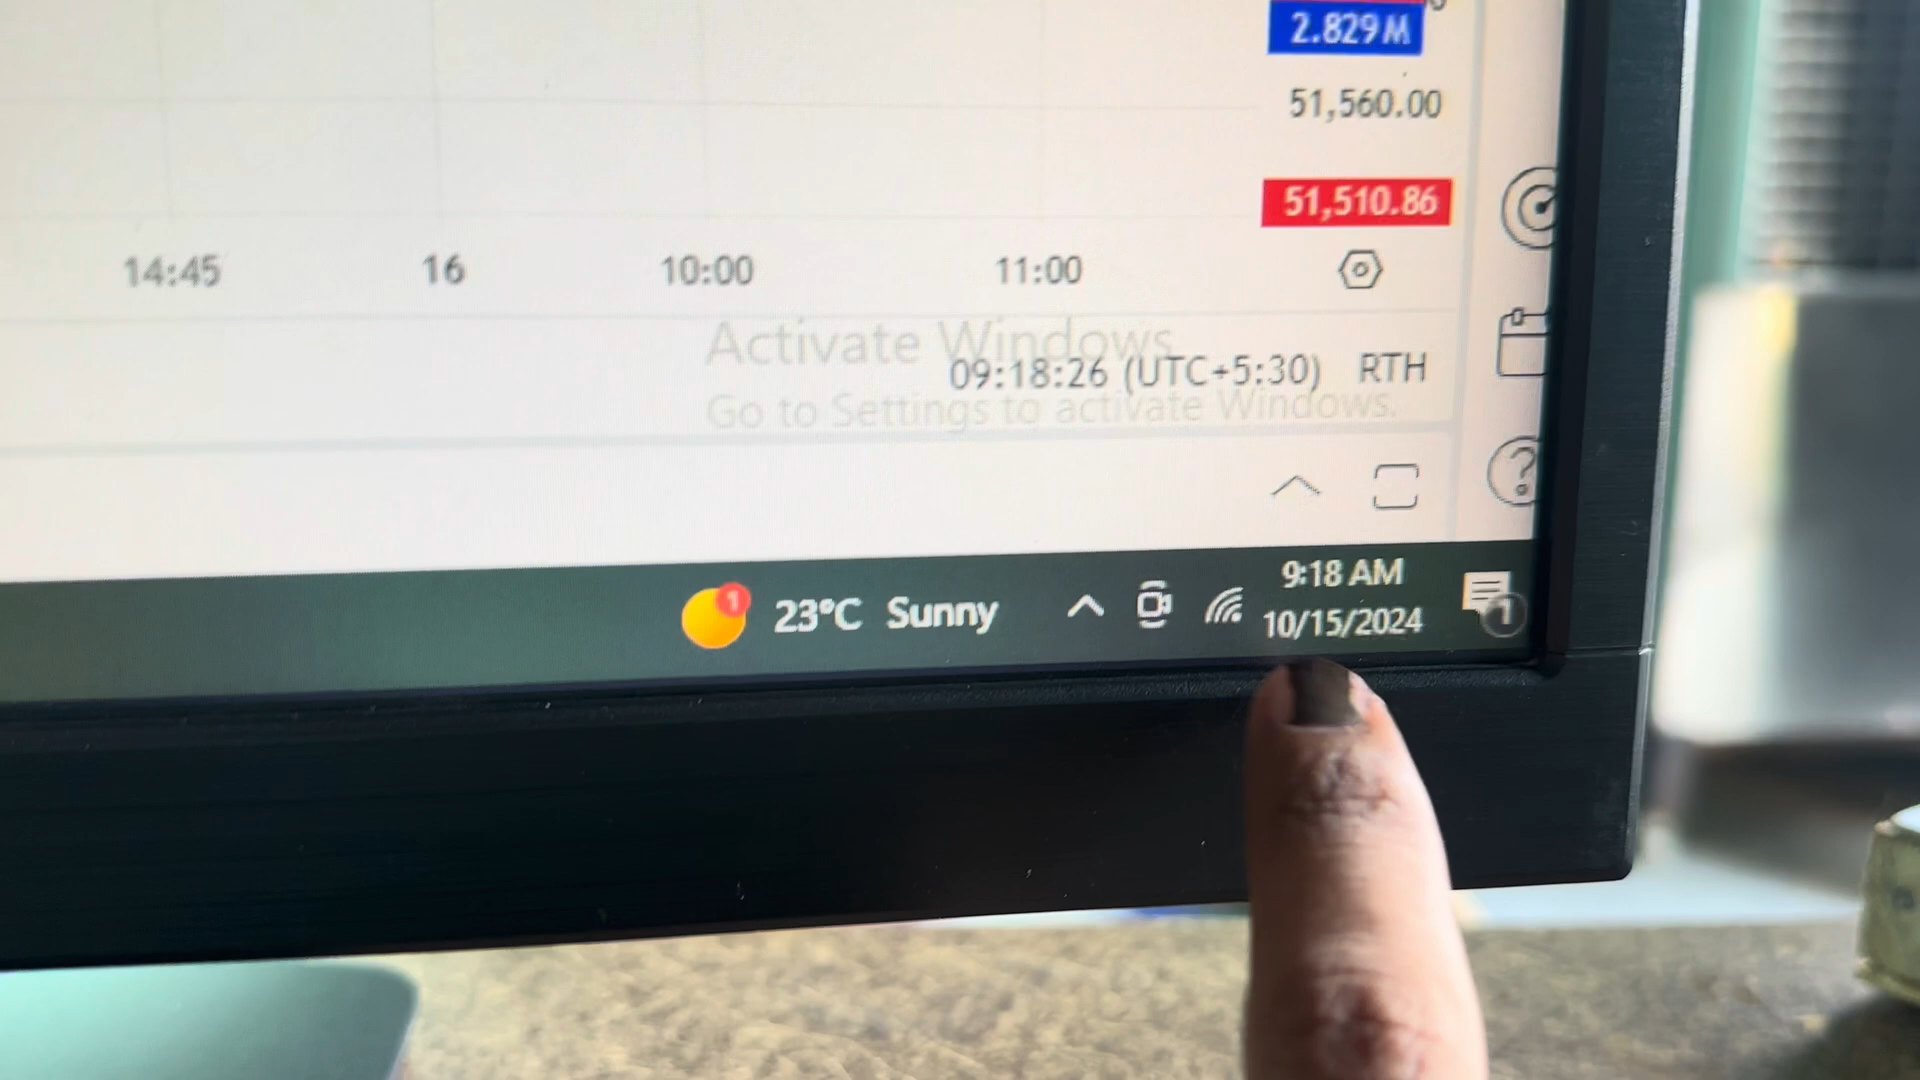 2.829M
51,560.00
51,510.86
14:45 16 10:00 11:00
Activate Windows
09:18:26 (UTC+5:30) RTH
Go to Settings to activate Windows.
1
23°C Sunny
9:18 AM
10/15/2024
1